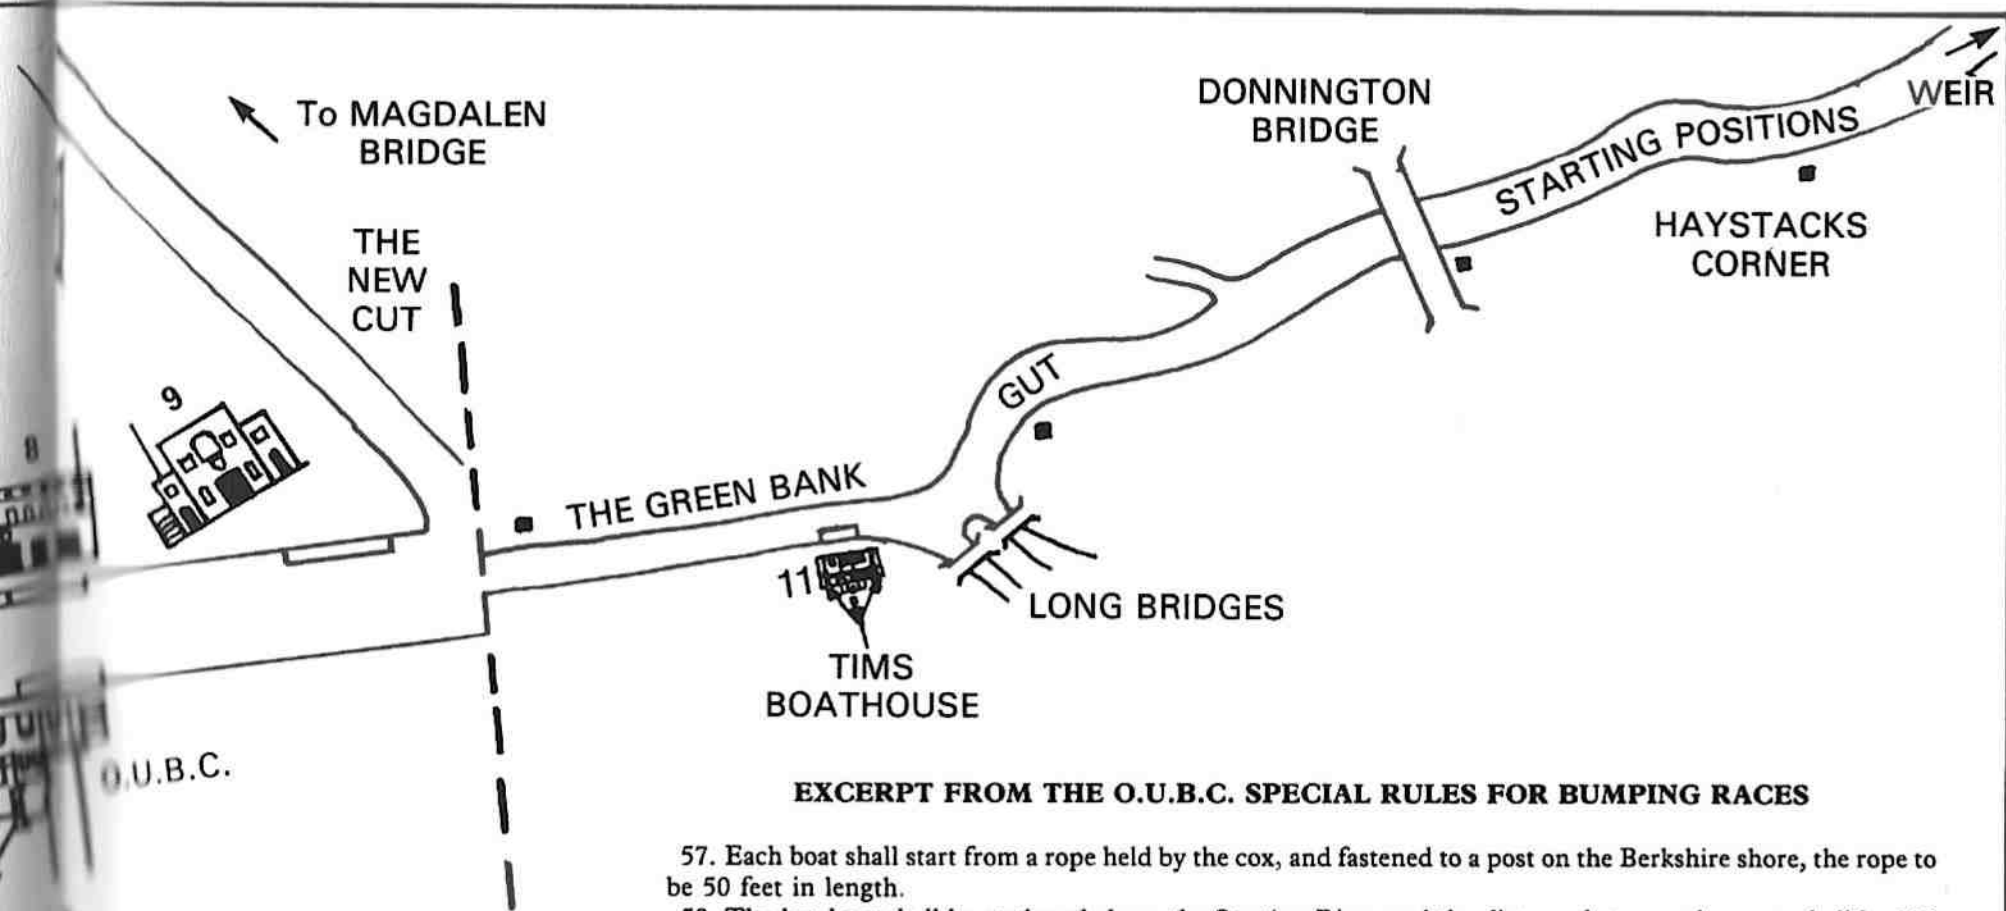 To MAGDALEN
BRIDGE
THE
NEW
CUT
DONNINGTON
BRIDGE
STARTING POSITIONS
WEIR
HAYSTACKS
CORNER
GUT
THE GREEN BANK
LONG BRIDGES
9
8
11
TIMS
BOATHOUSE
O.U.B.C.
EXCERPT FROM THE O.U.B.C. SPECIAL RULES FOR BUMPING RACES
57. Each boat shall start from a rope held by the cox, and fastened to a post on the Berkshire shore, the rope to
be 50 feet in length.